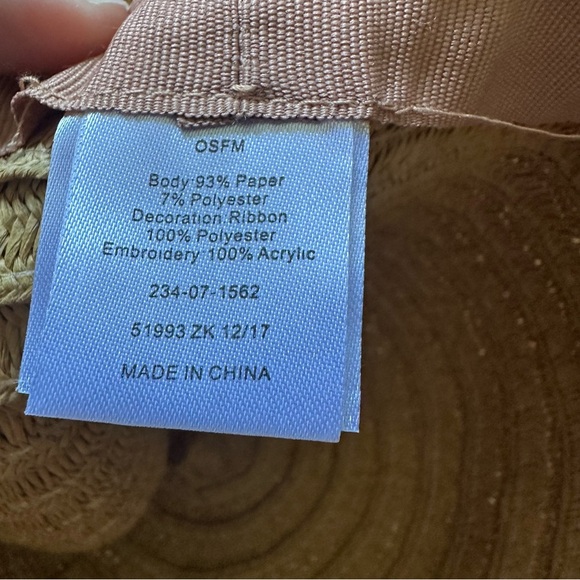 OSFM
Body 93% Paper
7% Polyester
Decoration Ribbon
100% Polyester
Embroidery 100% Acrylic
234-07-1562
51993 ZK 12/17
MADE IN CHINA